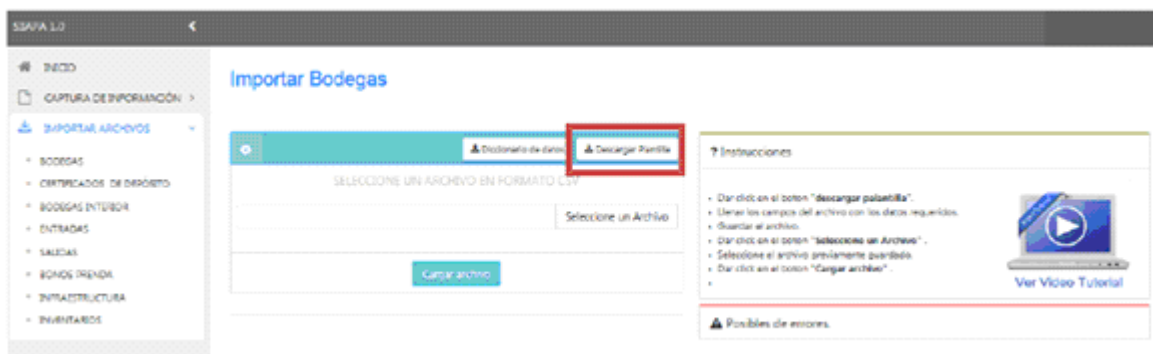 SIIAPA 1.0
INICIO
CAPTURA DE INFORMACIÓN
IMPORTAR ARCHIVOS
BODEGAS
CERTIFICADOS DE DEPÓSITO
BODEGAS INTERIOR
ENTRADAS
SALIDAS
BONOS PRENDA
INFRAESTRUCTURA
INVENTARIOS
Importar Bodegas
Diccionario de datos
Descargar Plantilla
SELECCIONE UN ARCHIVO EN FORMATO CSV
Seleccione un Archivo
Cargar archivo
? Instrucciones
Dar click en el boton "descargar palantilla".
Llenar los campos del archivo con los datos requeridos.
Guardar el archivo.
Dar click en el boton "Seleccione un Archivo" .
Seleccione el archivo previamente guardado.
Dar click en el boton "Cargar archivo" .
Ver Video Tutorial
Posibles de errores.